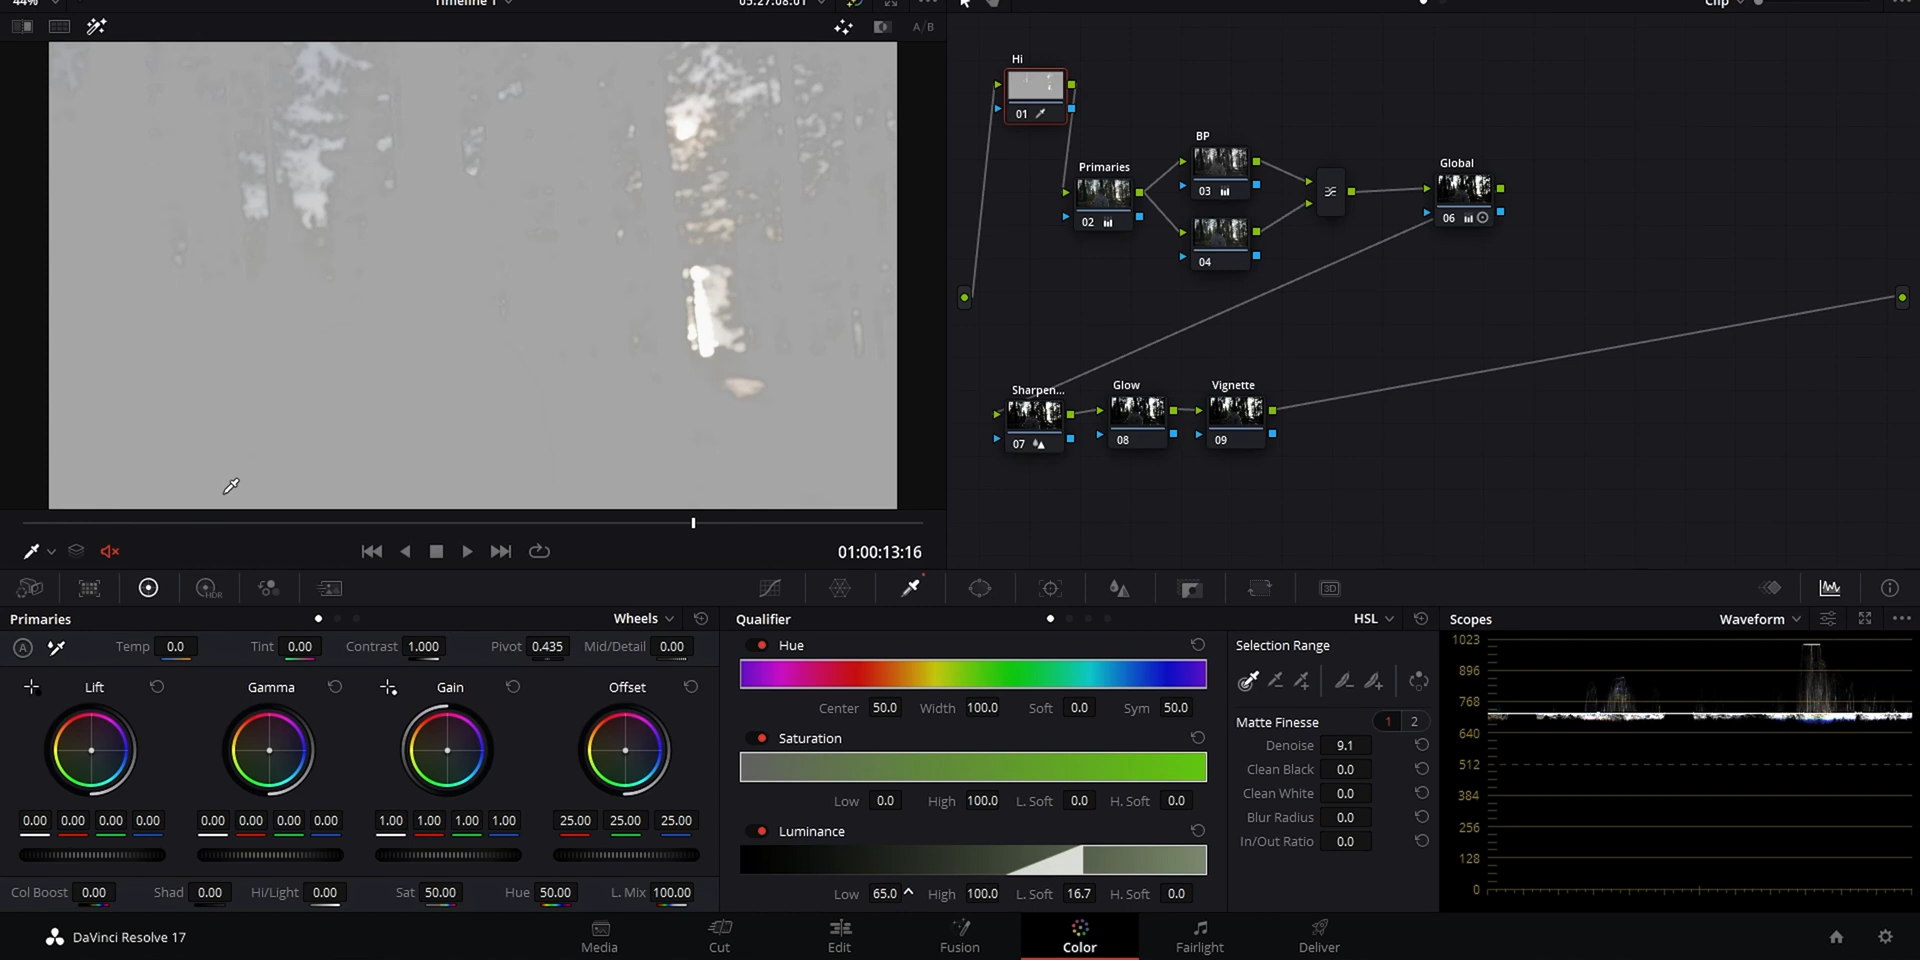 44%
Timeline 1
05:27:08:01
Clip
A/B
Hi
01
BP
03
Primaries
02
04
Global
06
Sharpen...
07
Glow
08
Vignette
09
01:00:13:16
HDR
3D
Primaries
Wheels
A
Temp 0.0
Tint 0.00
Contrast 1.000
Pivot 0.435
Mid/Detail 0.00
Lift
Gamma
Gain
Offset
0.00 0.00 0.00 0.00
0.00 0.00 0.00 0.00
1.00 1.00 1.00 1.00
25.00 25.00 25.00
Col Boost 0.00
Shad 0.00
Hi/Light 0.00
Sat 50.00
Hue 50.00
L. Mix 100.00
Qualifier
HSL
Hue
Center 50.0 Width 100.0 Soft 0.0 Sym 50.0
Saturation
Low 0.0 High 100.0 L. Soft 0.0 H. Soft 0.0
Luminance
Low 65.0 High 100.0 L. Soft 16.7 H. Soft 0.0
Selection Range
Matte Finesse 1 2
Denoise 9.1
Clean Black 0.0
Clean White 0.0
Blur Radius 0.0
In/Out Ratio 0.0
Scopes
Waveform
1023
896
768
640
512
384
256
128
0
DaVinci Resolve 17
Media
Cut
Edit
Fusion
Color
Fairlight
Deliver